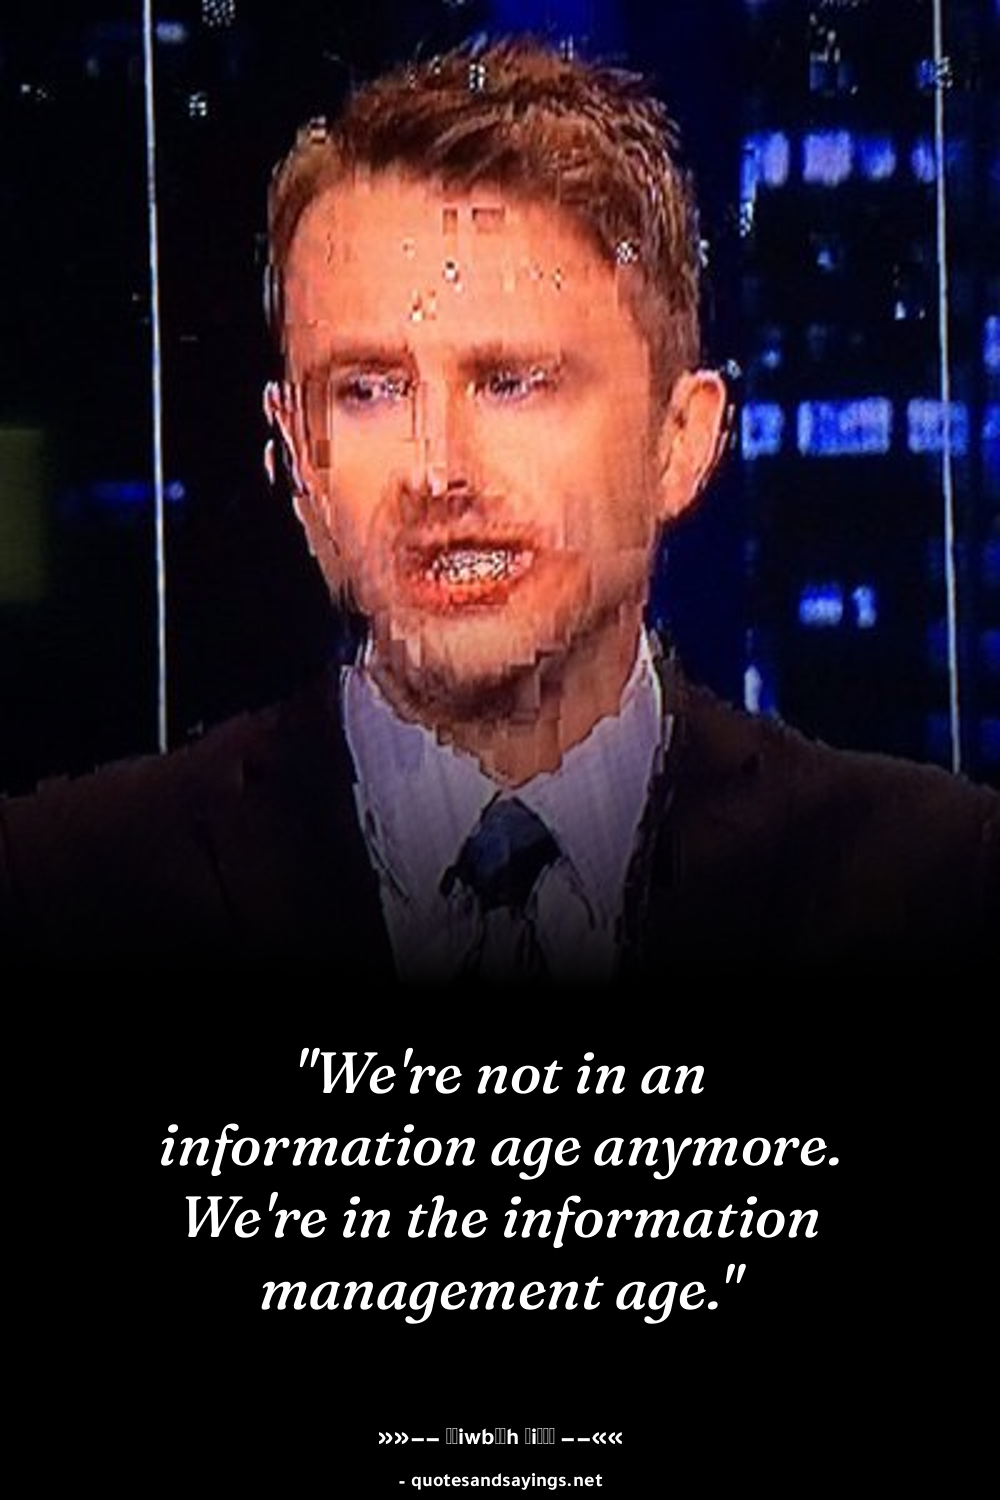 "We're not in an
information age anymore.
We're in the information
management age."
- quotesandsayings.net